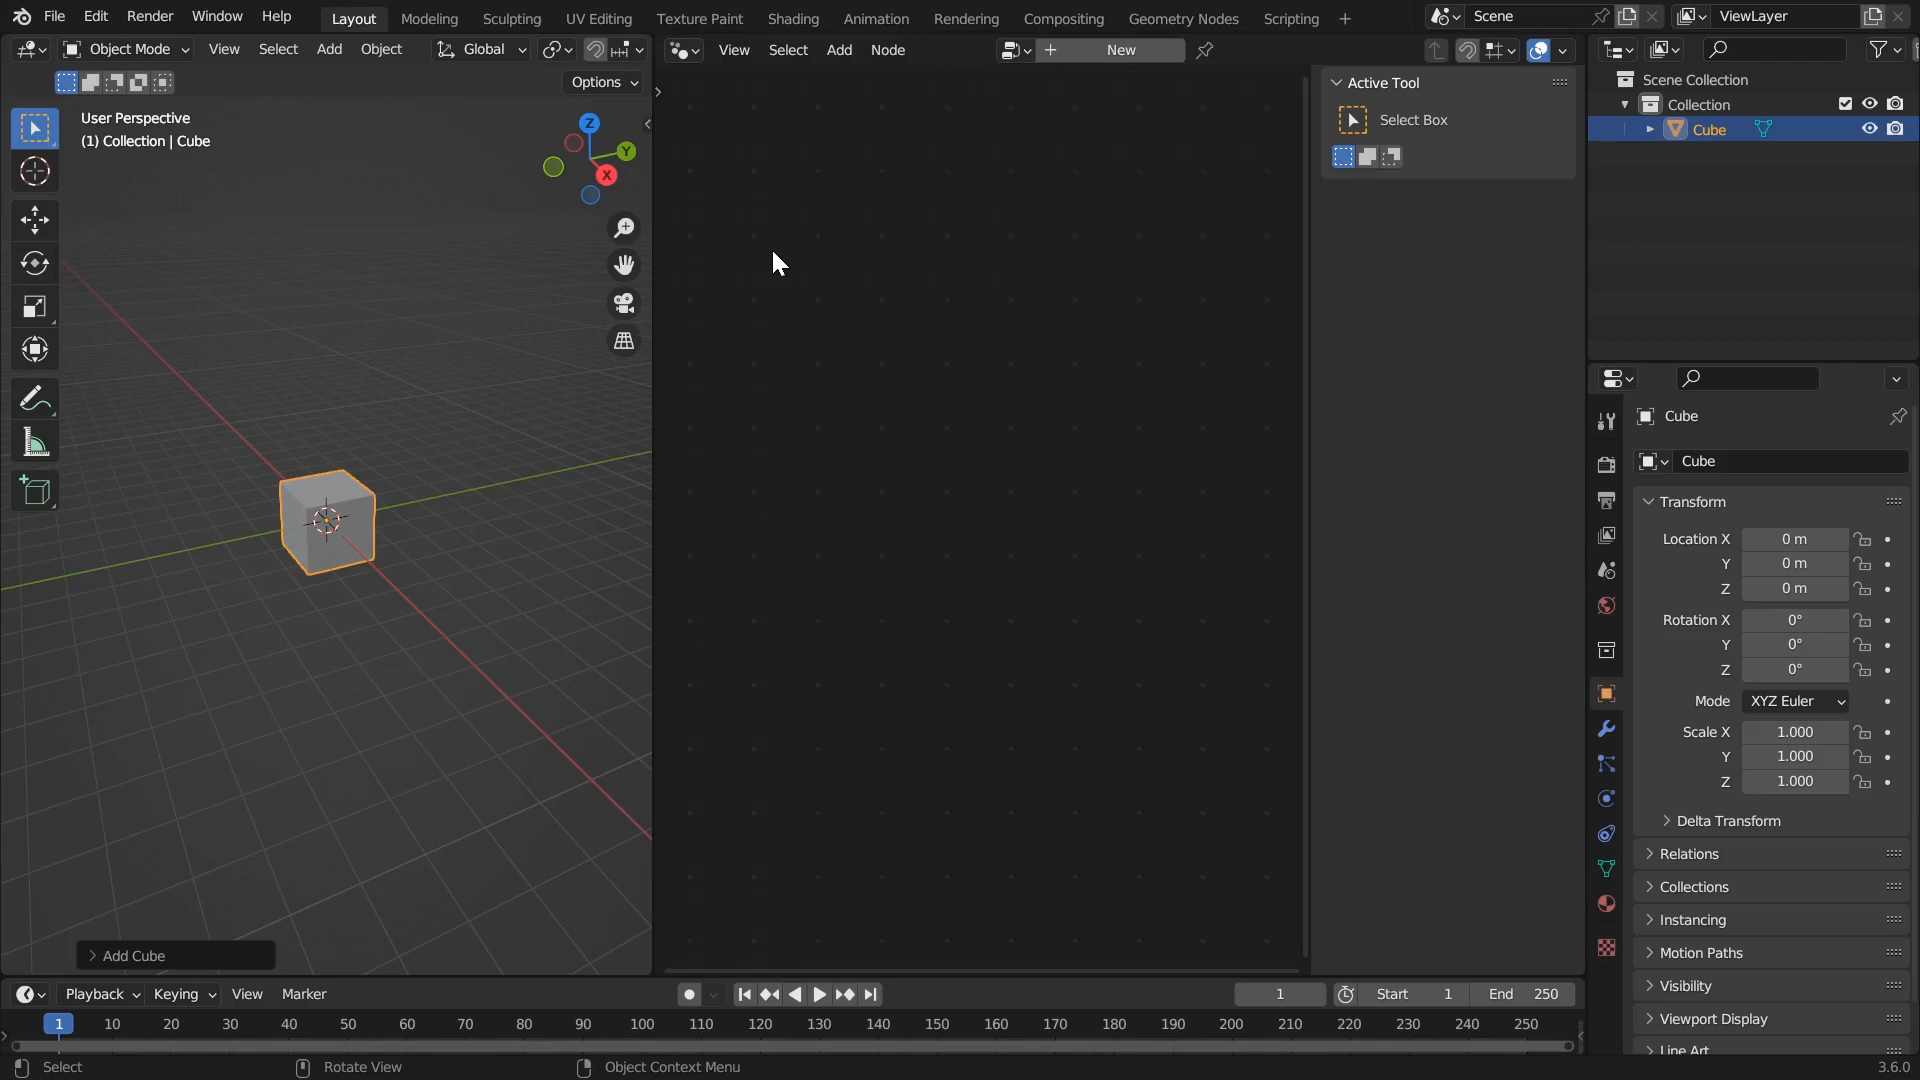 File Edit Render Window Help Layout Modeling Sculpting UV Editing Texture Paint Shading Animation Rendering Compositing Geometry Nodes Scripting + Scene ViewLayer
Object Mode View Select Add Object Global
View Select Add Node + New
Options
User Perspective
(1) Collection | Cube
Z
Y
X
Add Cube
Active Tool
Select Box
Scene Collection
Collection
Cube
Cube
Cube
Transform
Location X 0 m
Y 0 m
Z 0 m
Rotation X 0°
Y 0°
Z 0°
Mode XYZ Euler
Scale X 1.000
Y 1.000
Z 1.000
Delta Transform
Relations
Collections
Instancing
Motion Paths
Visibility
Viewport Display
Line Art
Playback Keying View Marker 1 Start 1 End 250
1 10 20 30 40 50 60 70 80 90 100 110 120 130 140 150 160 170 180 190 200 210 220 230 240 250
Select Rotate View Object Context Menu 3.6.0